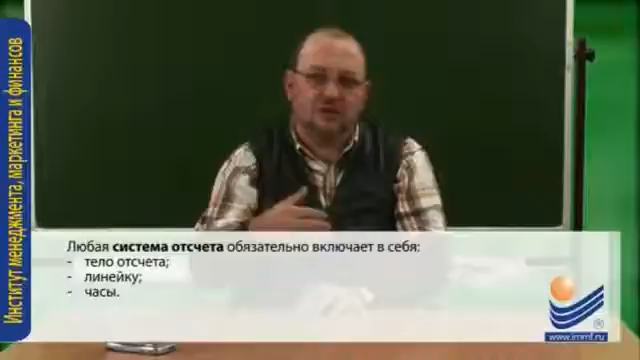 Институт менеджмента, маркетинга и финансов
Любая система отсчета обязательно включает в себя:
- тело отсчета;
- линейку;
- часы.
®
www.immf.ru